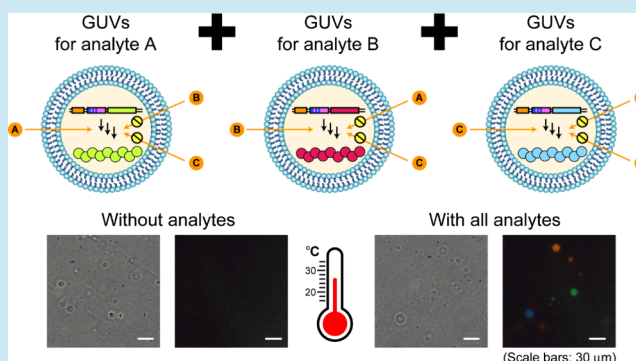 GUVs
for analyte A
GUVs
for analyte B
GUVs
for analyte C
B
A
C
A
B
C
C
Without analytes
With all analytes
°C
30
20
(Scale bars: 30 µm)